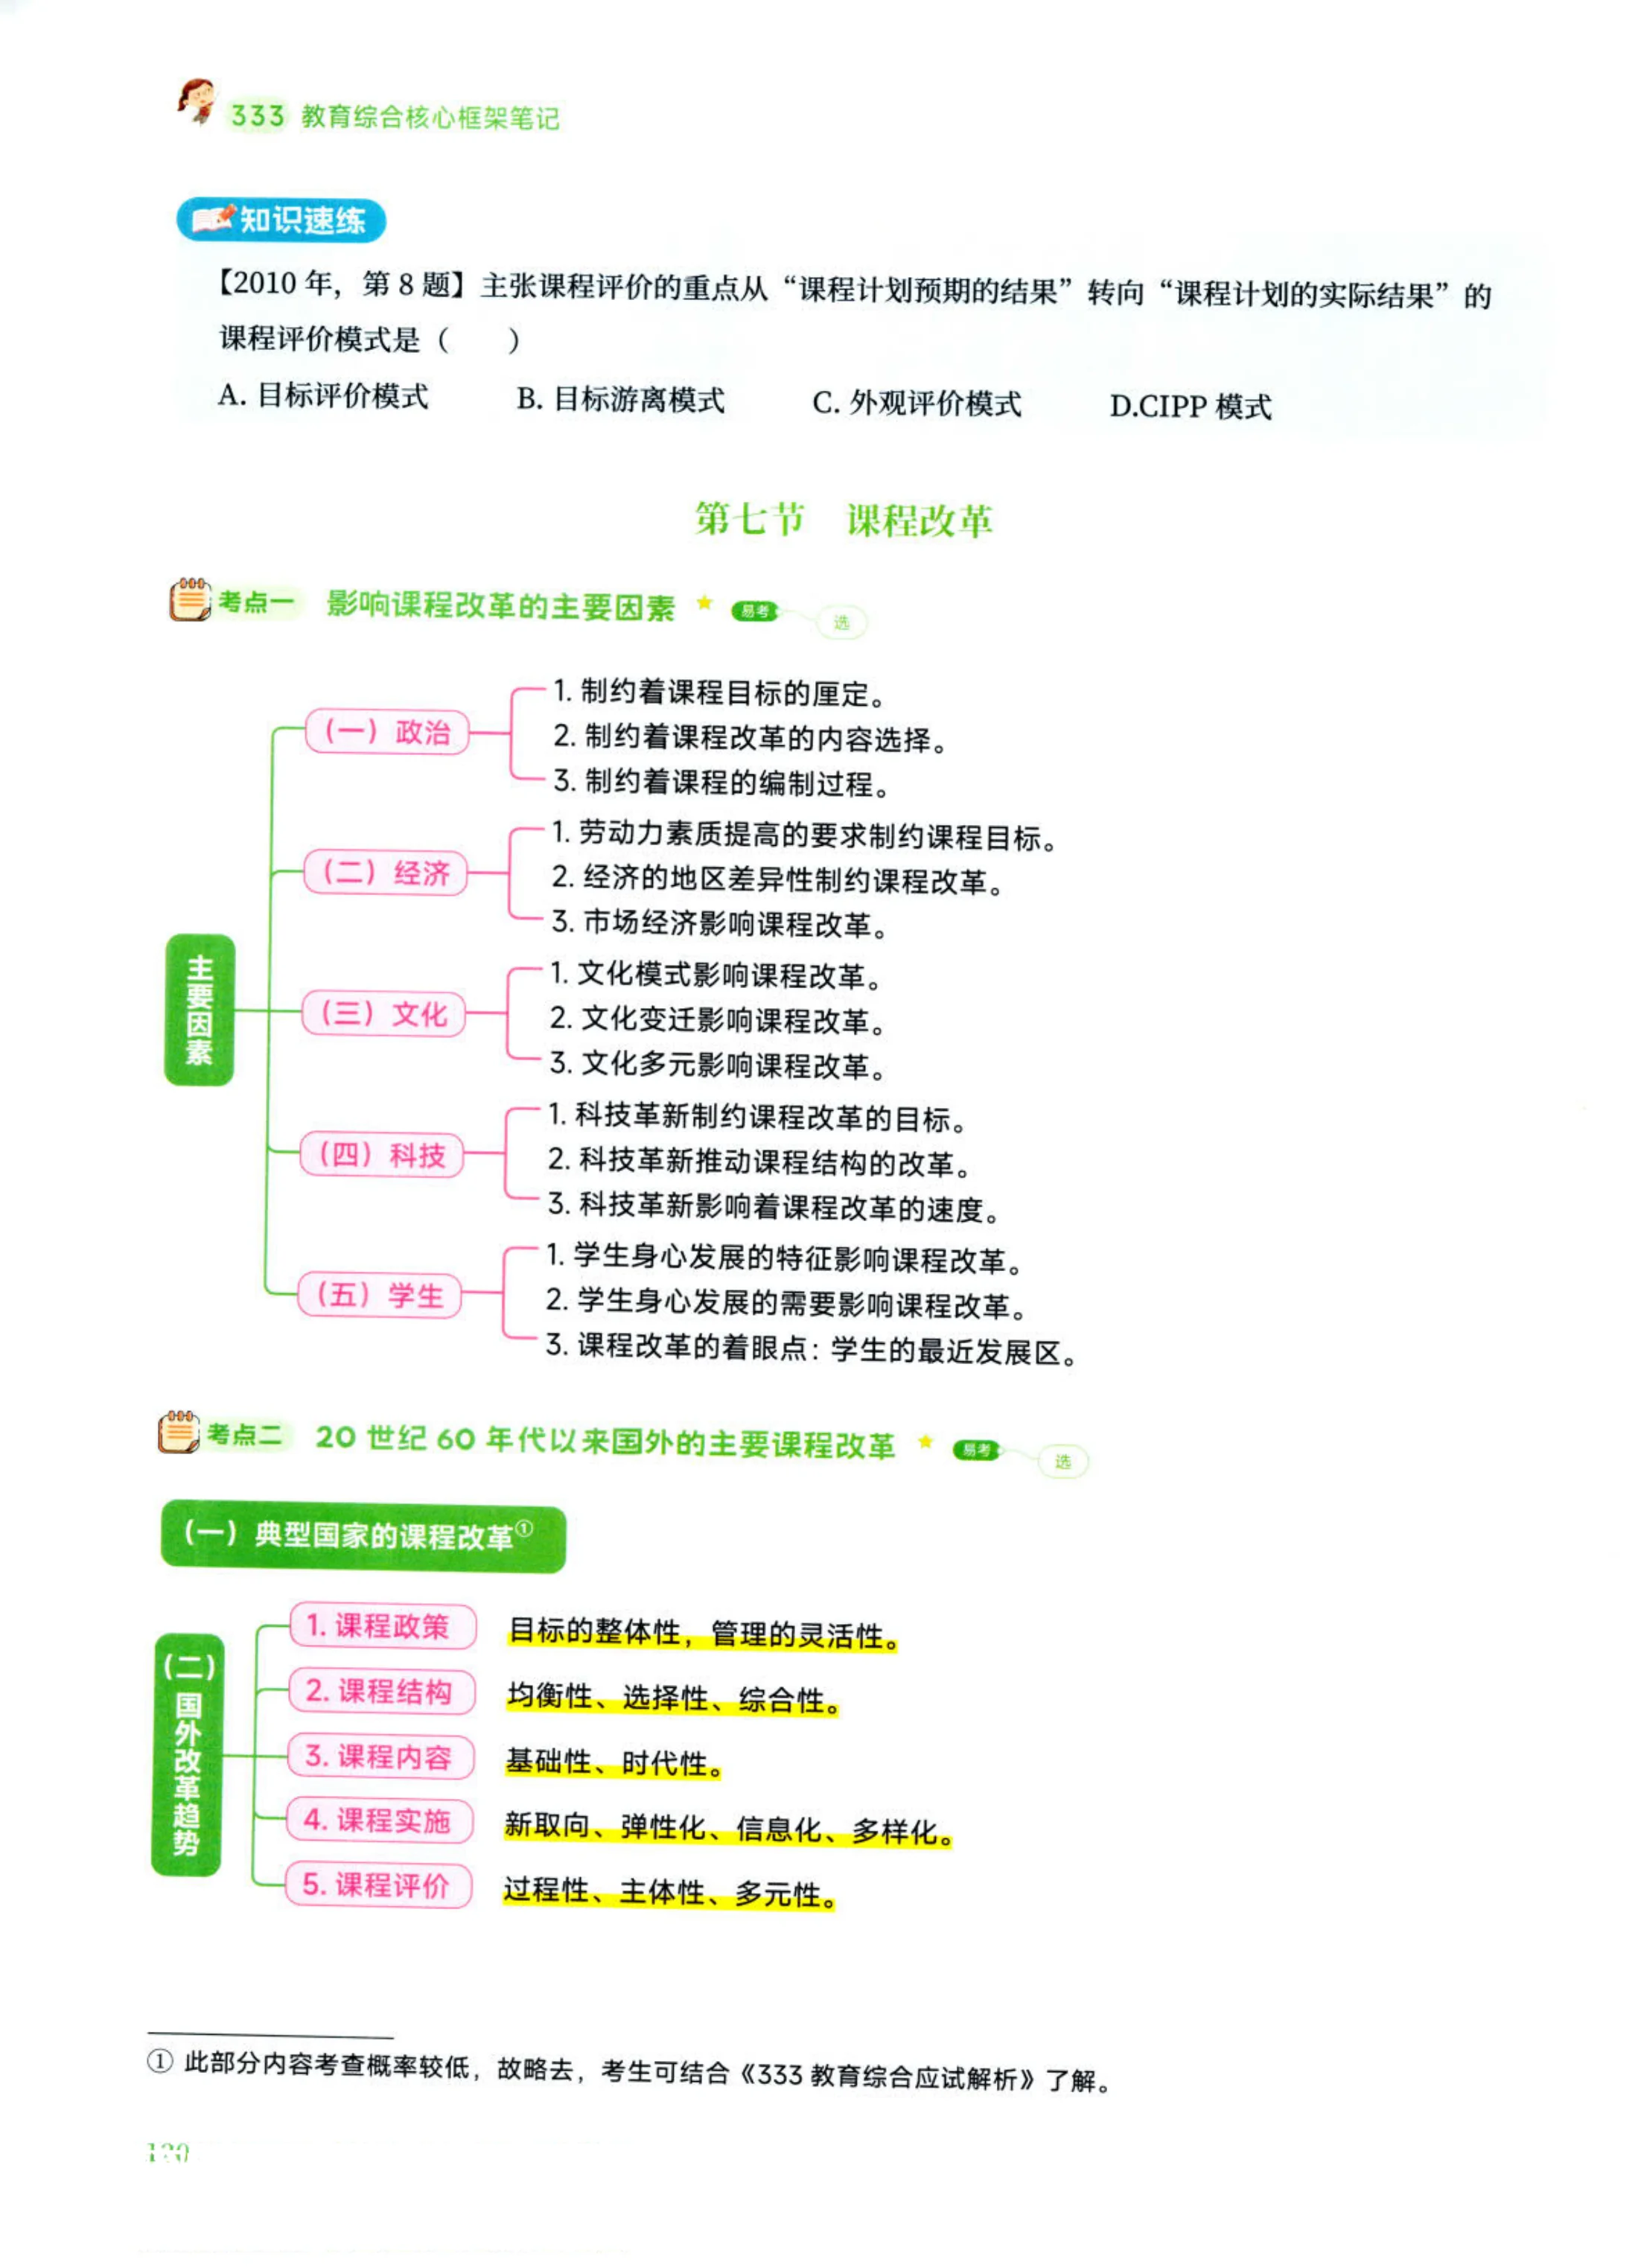 333 教育综合核心框架笔记
知识速练
【2010 年，第 8 题】主张课程评价的重点从“课程计划预期的结果”转向“课程计划的实际结果”的
课程评价模式是（　　）
A. 目标评价模式　B. 目标游离模式　C. 外观评价模式　D.CIPP 模式
第七节　课程改革
考点一　影响课程改革的主要因素　易考　选
主要因素
（一）政治
1. 制约着课程目标的厘定。
2. 制约着课程改革的内容选择。
3. 制约着课程的编制过程。
（二）经济
1. 劳动力素质提高的要求制约课程目标。
2. 经济的地区差异性制约课程改革。
3. 市场经济影响课程改革。
（三）文化
1. 文化模式影响课程改革。
2. 文化变迁影响课程改革。
3. 文化多元影响课程改革。
（四）科技
1. 科技革新制约课程改革的目标。
2. 科技革新推动课程结构的改革。
3. 科技革新影响着课程改革的速度。
（五）学生
1. 学生身心发展的特征影响课程改革。
2. 学生身心发展的需要影响课程改革。
3. 课程改革的着眼点：学生的最近发展区。
考点二　20 世纪 60 年代以来国外的主要课程改革　易考　选
（一）典型国家的课程改革①
（二）国外改革趋势
1. 课程政策　目标的整体性，管理的灵活性。
2. 课程结构　均衡性、选择性、综合性。
3. 课程内容　基础性、时代性。
4. 课程实施　新取向、弹性化、信息化、多样化。
5. 课程评价　过程性、主体性、多元性。
① 此部分内容考查概率较低，故略去，考生可结合《333 教育综合应试解析》了解。
120